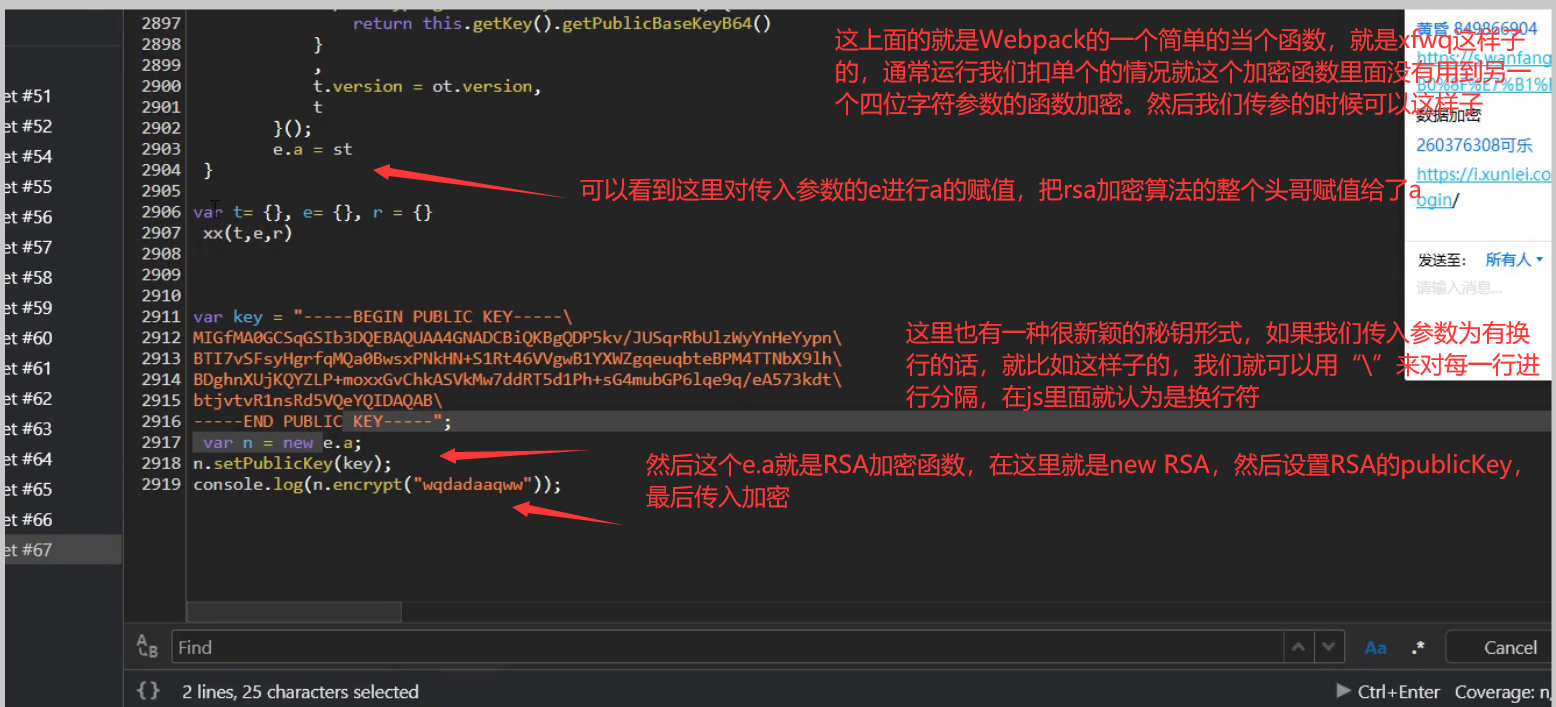 2897 return this.getKey().getPublicBaseKeyB64()
2898 }
2899 ,
2900 t.version = ot.version,
2901 t
2902 }();
2903 e.a = st
2904 }
2905
2906 var t= {}, e= {}, r = {}
2907 xx(t,e,r)
2908
2909
2910
2911 var key = "-----BEGIN PUBLIC KEY-----\
2912 MIGfMA0GCSqGSIb3DQEBAQUAA4GNADCBiQKBgQDP5kv/JUSqrRbUlzWyYnHeYypn\
2913 BTI7vSFsyHgrfqMQa0BwsxPNkHN+S1Rt46VVgwB1YXWZgqeuqbteBPM4TTNbX9lh\
2914 BDghnXUjKQYZLP+moxxGvChkASVkMw7ddRT5d1Ph+sG4mubGP6lqe9q/eA573kdt\
2915 btjvtvR1nsRd5VQeYQIDAQAB\
2916 -----END PUBLIC KEY-----";
2917 var n = new e.a;
2918 n.setPublicKey(key);
2919 console.log(n.encrypt("wqdadaaqww"));
et #51
et #52
et #54
et #55
et #56
et #57
et #58
et #59
et #60
et #61
et #62
et #63
et #64
et #65
et #66
et #67
这上面的就是Webpack的一个简单的当个函数，就是xfwq这样子
的，通常运行我们扣单个的情况就这个加密函数里面没有用到另一
个四位字符参数的函数加密。然后我们传参的时候可以这样子
可以看到这里对传入参数的e进行a的赋值，把rsa加密算法的整个头哥赋值给了a
这里也有一种很新颖的秘钥形式，如果我们传入参数为有换
行的话，就比如这样子的，我们就可以用“\”来对每一行进
行分隔，在js里面就认为是换行符
然后这个e.a就是RSA加密函数，在这里就是new RSA，然后设置RSA的publicKey，
最后传入加密
黄昏 849866904
https://s.wanfang
数据加密
260376308可乐
https://i.xunlei.co
ogin/
发送至： 所有人
请输入消息...
Find
Aa .* Cancel
{} 2 lines, 25 characters selected
Ctrl+Enter Coverage: n/